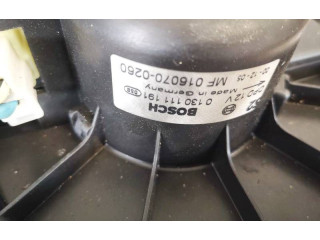 BOSCH
0 130 111 191
Made in Germany
12V
MF 016070-0260